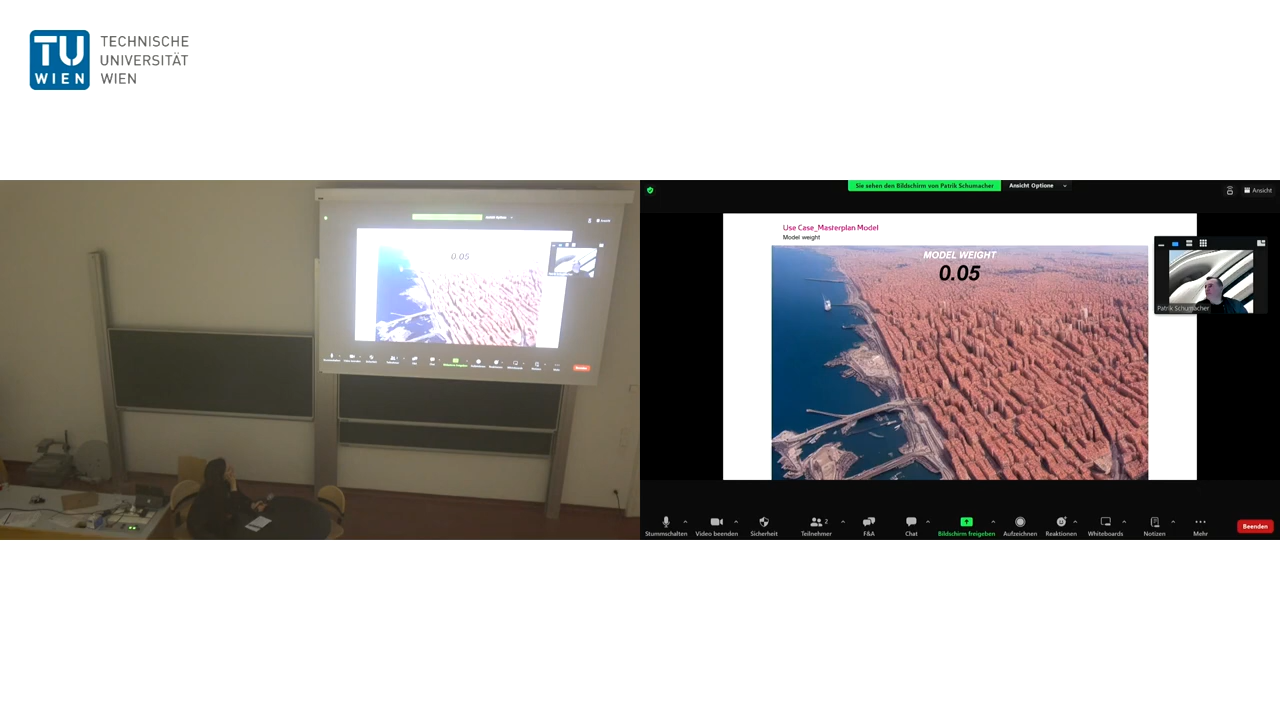 TU
WIEN
TECHNISCHE
UNIVERSITÄT
WIEN
0.05
Beenden
Sie sehen den Bildschirm von Patrik Schumacher
Ansicht Optionen
Ansicht
Use Case_Masterplan Model
Model weight
MODEL WEIGHT
0.05
Patrik Schumacher
Stummschalten
Video beenden
Sicherheit
Teilnehmer
2
F&A
Chat
Bildschirm freigeben
Aufzeichnen
Reaktionen
Whiteboards
Notizen
Mehr
Beenden